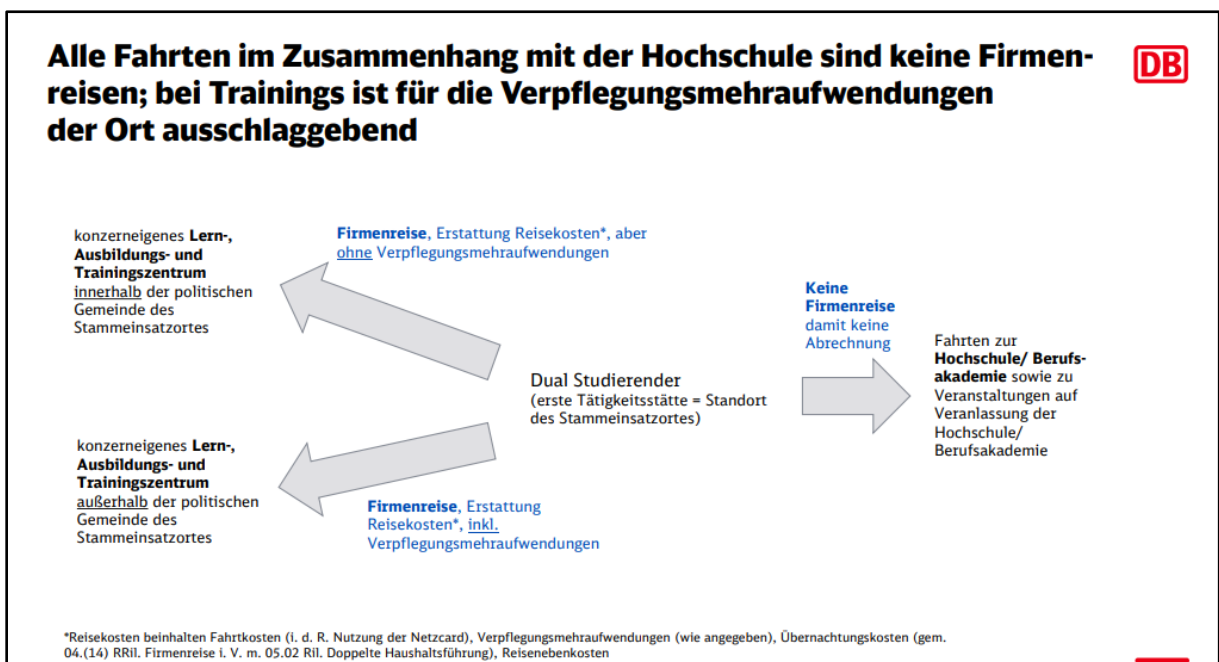 Alle Fahrten im Zusammenhang mit der Hochschule sind keine Firmen-
reisen; bei Trainings ist für die Verpflegungsmehraufwendungen
der Ort ausschlaggebend
DB
konzerneigenes Lern-,
Ausbildungs- und
Trainingszentrum
innerhalb der politischen
Gemeinde des
Stammeinsatzortes
Firmenreise, Erstattung Reisekosten*, aber
ohne Verpflegungsmehraufwendungen
Keine
Firmenreise
damit keine
Abrechnung
Dual Studierender
(erste Tätigkeitsstätte = Standort
des Stammeinsatzortes)
Fahrten zur
Hochschule/ Berufs-
akademie sowie zu
Veranstaltungen auf
Veranlassung der
Hochschule/
Berufsakademie
konzerneigenes Lern-,
Ausbildungs- und
Trainingszentrum
außerhalb der politischen
Gemeinde des
Stammeinsatzortes
Firmenreise, Erstattung
Reisekosten*, inkl.
Verpflegungsmehraufwendungen
*Reisekosten beinhalten Fahrtkosten (i. d. R. Nutzung der Netzcard), Verpflegungsmehraufwendungen (wie angegeben), Übernachtungskosten (gem.
04.(14) RRil. Firmenreise i. V. m. 05.02 Ril. Doppelte Haushaltsführung), Reisenebenkosten